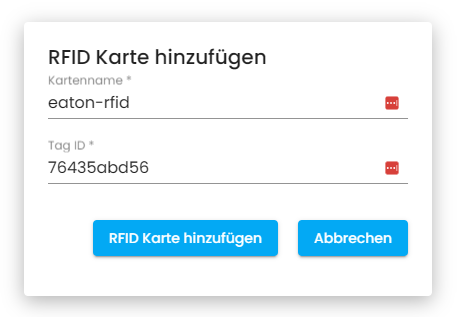 RFID Karte hinzufügen
Kartenname *
eaton-rfid
Tag ID *
76435abd56
RFID Karte hinzufügen
Abbrechen